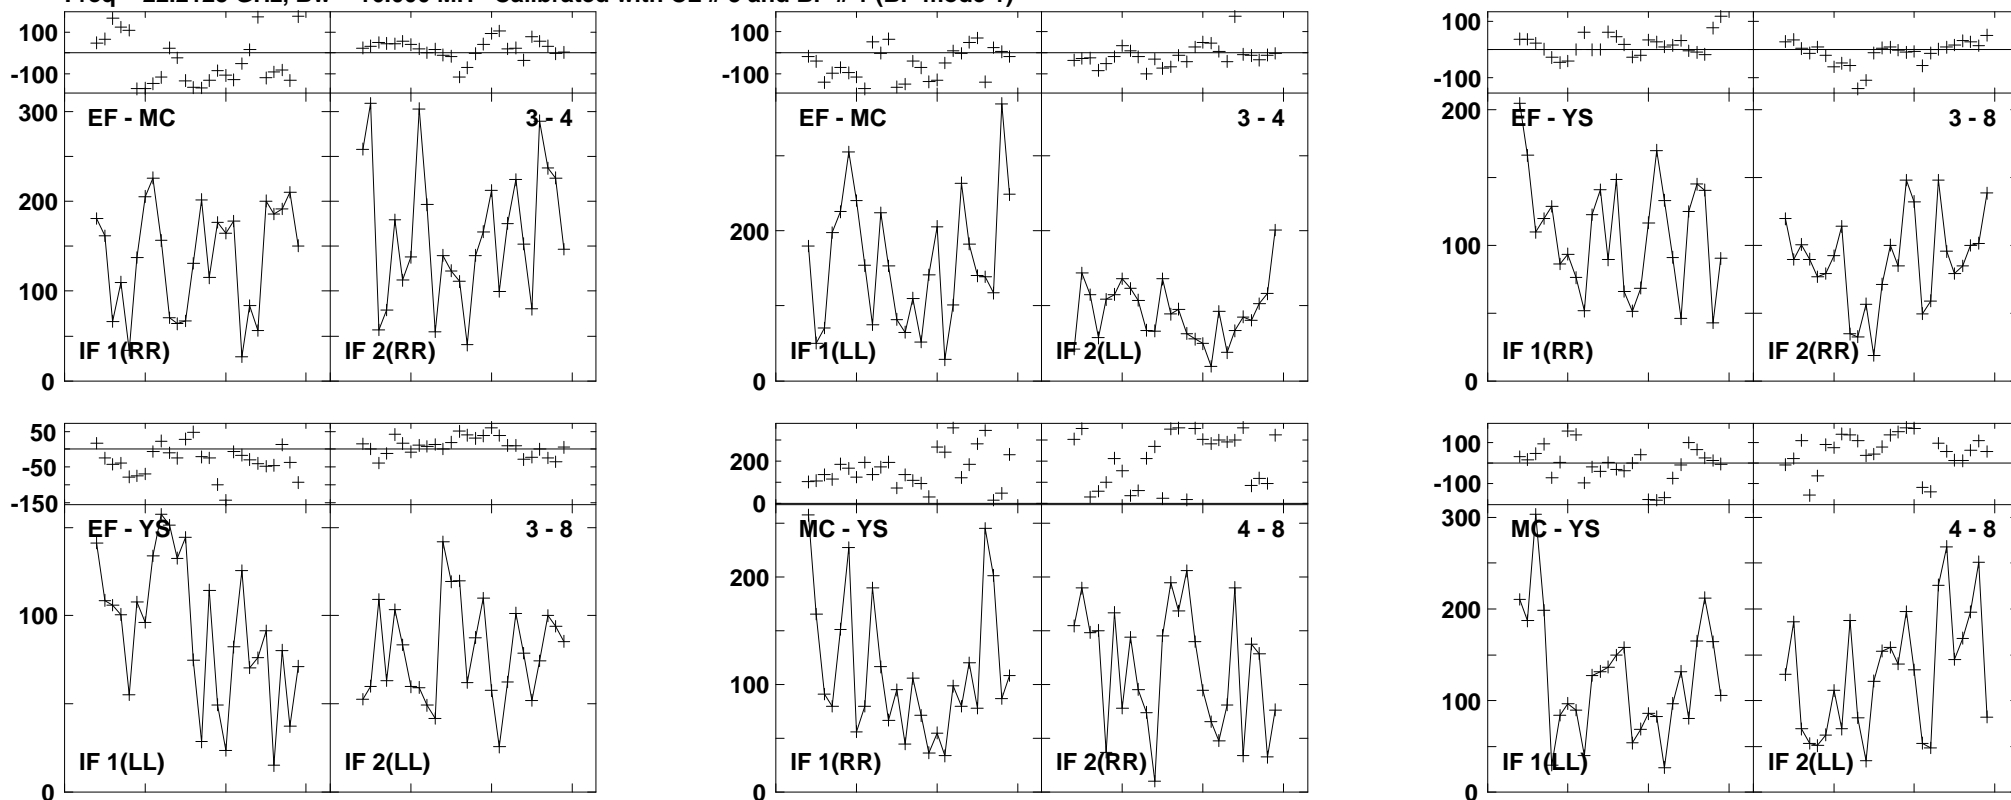 100
-100
300
200
100
0
EF - MC
3 - 4
IF 1(RR)
IF 2(RR)
100
-100
200
0
EF - MC
3 - 4
IF 1(LL)
IF 2(LL)
100
-100
200
100
0
EF - YS
3 - 8
IF 1(RR)
IF 2(RR)
50
-50
-150
100
0
EF - YS
3 - 8
IF 1(LL)
IF 2(LL)
200
0
200
100
0
MC - YS
4 - 8
IF 1(RR)
IF 2(RR)
100
-100
300
200
100
0
MC - YS
4 - 8
IF 1(LL)
IF 2(LL)